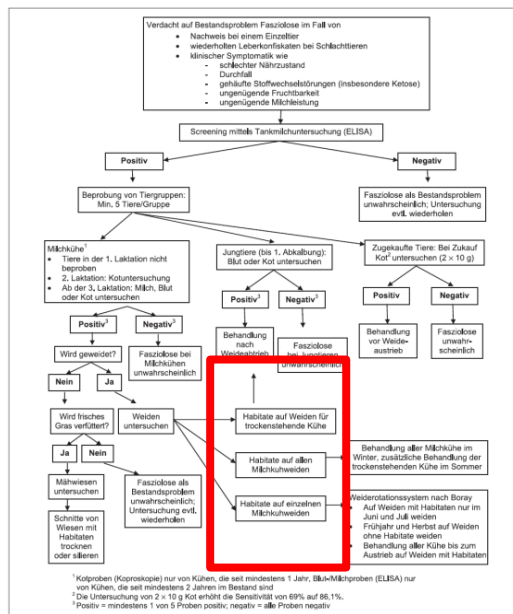 Verdacht auf Bestandsproblem Fasziolose im Fall von
• Nachweis bei einem Einzeltier
• wiederholten Leberkonfiskaten bei Schlachttieren
• klinischer Symptomatik wie
- schlechter Nährzustand
- Durchfall
- gehäufte Stoffwechselstörungen (insbesondere Ketose)
- ungenügende Fruchtbarkeit
- ungenügende Milchleistung
Screening mittels Tankmilchuntersuchung (ELISA)
Positiv
Negativ
Beprobung von Tiergruppen:
Min. 5 Tiere/Gruppe
Fasziolose als Bestandsproblem
unwahrscheinlich; Untersuchung
evtl. wiederholen
Milchkühe¹
• Tiere in der 1. Laktation nicht
beproben
• 2. Laktation: Kotuntersuchung
• Ab der 3. Laktation: Milch, Blut
oder Kot untersuchen
Jungtiere (bis 1. Abkalbung):
Blut oder Kot untersuchen
Zugekaufte Tiere: Bei Zukauf
Kot² untersuchen (2 × 10 g)
Positiv³
Negativ³
Positiv³
Negativ³
Positiv
Negativ
Wird geweidet?
Fasziolose bei
Milchkühen
unwahrscheinlich
Behandlung
nach
Weideabtrieb
Fasziolose
bei Jungtieren
unwahrscheinlich
Behandlung
vor Weide-
austrieb
Fasziolose
unwahr-
scheinlich
Nein
Ja
Wird frisches
Gras verfüttert?
Weiden
untersuchen
Habitate auf Weiden für
trockenstehende Kühe
Ja
Nein
Habitate auf allen
Milchkuhweiden
Behandlung aller Milchkühe im
Winter, zusätzliche Behandlung der
trockenstehenden Kühe im Sommer
Mähwiesen
untersuchen
Fasziolose als
Bestandsproblem
unwahrscheinlich;
Untersuchung evtl.
wiederholen
Habitate auf einzelnen
Milchkuhweiden
Weiderotationssystem nach Boray
• Auf Weiden mit Habitaten nur im
Juni und Juli weiden
• Frühjahr und Herbst auf Weiden
ohne Habitate weiden
• Behandlung aller Kühe bis zum
Austrieb auf Weiden mit Habitaten
Schnitte von
Wiesen mit
Habitaten
trocknen
oder silieren
¹ Kotproben (Koproskopie) nur von Kühen, die seit mindestens 1 Jahr, Blut-/Milchproben (ELISA) nur
von Kühen, die seit mindestens 2 Jahren im Bestand sind
² Die Untersuchung von 2 × 10 g Kot erhöht die Sensitivität von 69% auf 86,1%.
³ Positiv = mindestens 1 von 5 Proben positiv; negativ = alle Proben negativ